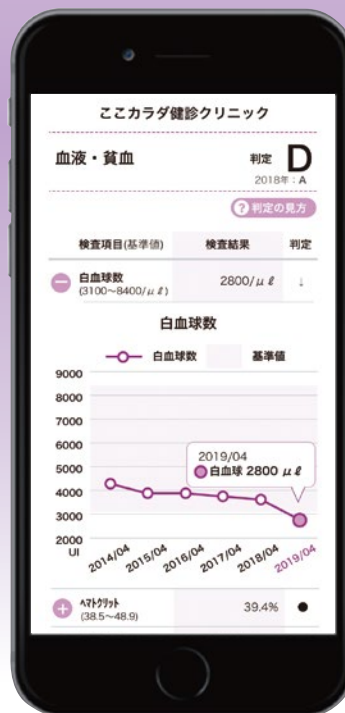 ここカラダ健診クリニック
血液・貧血 判定 D
2018年：A
? 判定の見方
検査項目(基準値) 検査結果 判定
白血球数 2800/μℓ ↓
(3100〜8400/μℓ)
白血球数
白血球数 基準値
9000
8000
7000
6000
5000
4000
3000
2000
UI
2019/04
白血球 2800 μℓ
2014/04 2015/04 2016/04 2017/04 2018/04 2019/04
ﾍﾏﾄｸﾘｯﾄ 39.4% ●
(38.5〜48.9)